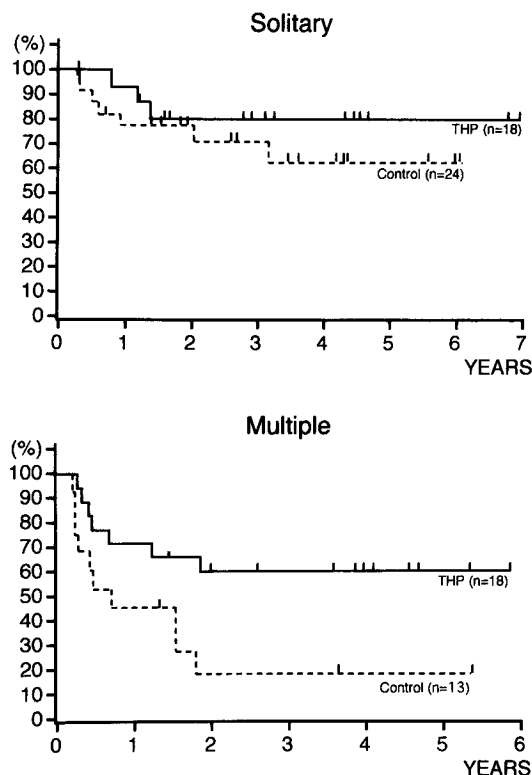 Solitary
(%)
100
90
80
70
60
50
40
30
20
10
0
THP (n=18)
Control (n=24)
0 1 2 3 4 5 6 7
YEARS
Multiple
(%)
100
90
80
70
60
50
40
30
20
10
0
THP (n=18)
Control (n=13)
0 1 2 3 4 5 6
YEARS